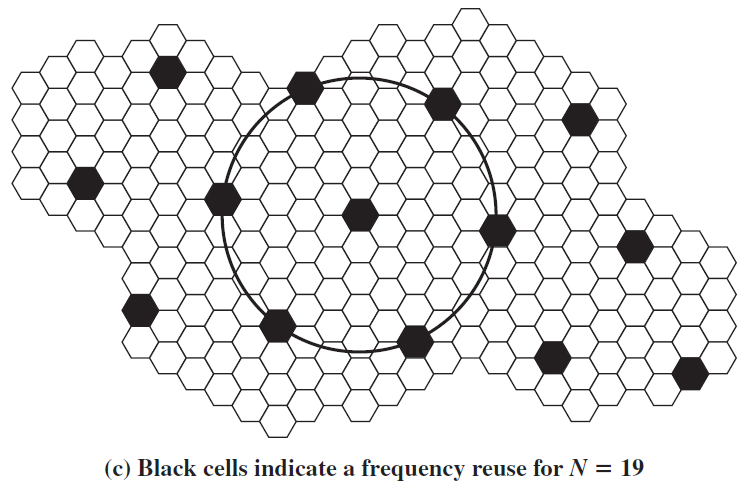 (c) Black cells indicate a frequency reuse for N = 19